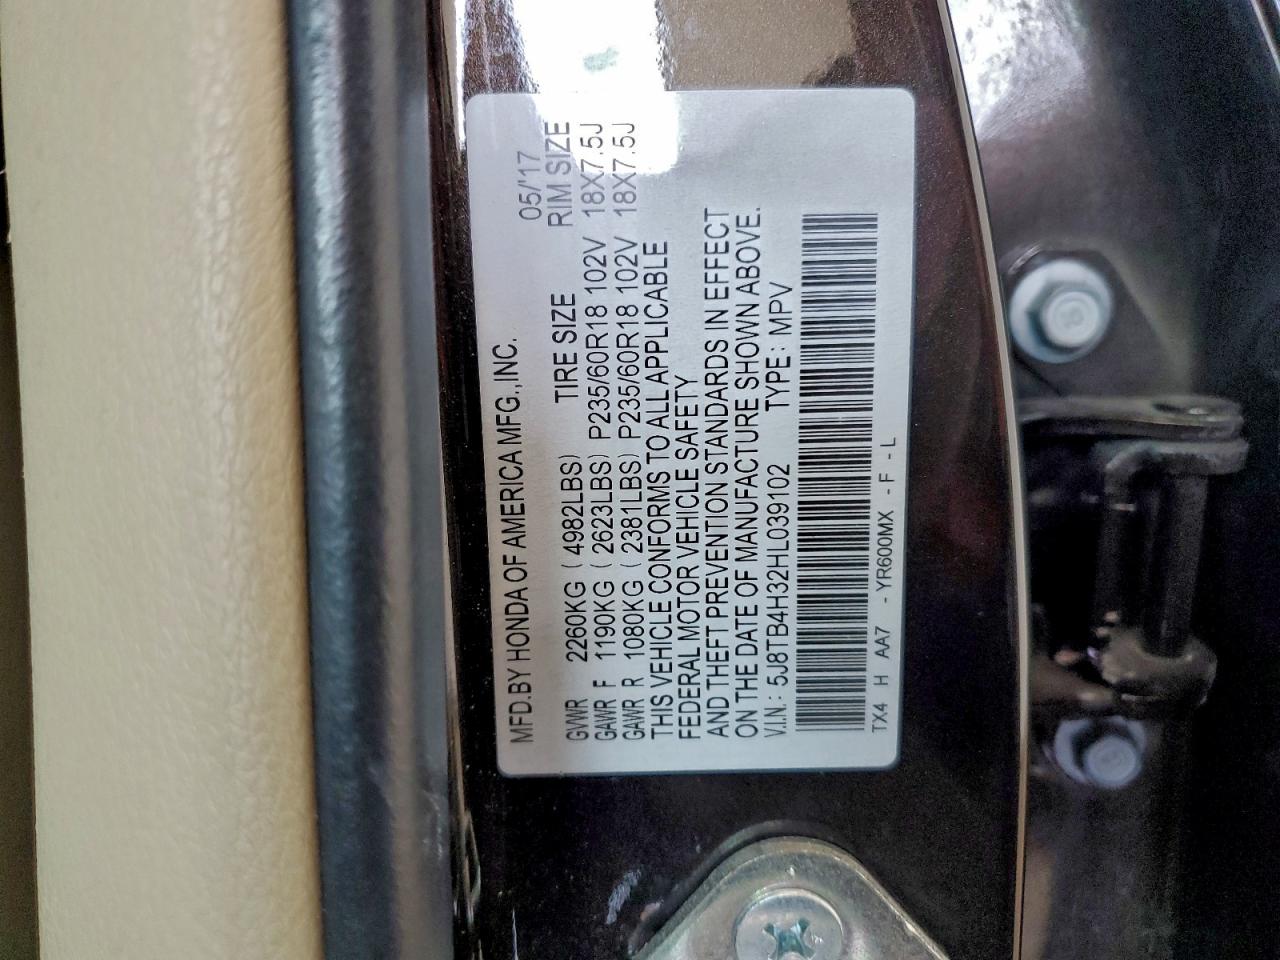 MFD.BY HONDA OF AMERICA MFG.,INC. 05/'17
TIRE SIZE RIM SIZE
GVWR 2260KG ( 4982LBS)
GAWR F 1190KG ( 2623LBS) P235/60R18 102V 18X7.5J
GAWR R 1080KG ( 2381LBS) P235/60R18 102V 18X7.5J
THIS VEHICLE CONFORMS TO ALL APPLICABLE
FEDERAL MOTOR VEHICLE SAFETY
AND THEFT PREVENTION STANDARDS IN EFFECT
ON THE DATE OF MANUFACTURE SHOWN ABOVE.
V.I.N.: 5J8TB4H32HL039102 TYPE: MPV
TX4 H AA7 - YR600MX - F - L